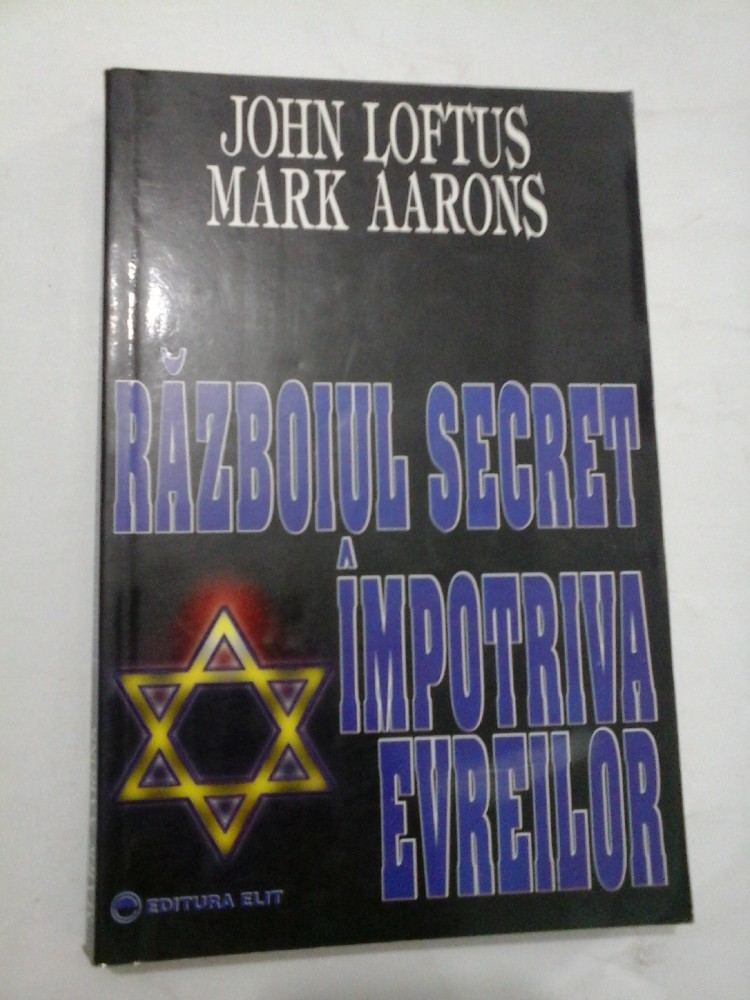 JOHN LOFTUS
MARK AARONS
RĂZBOIUL SECRET
ÎMPOTRIVA
EVREILOR
EDITURA ELIT